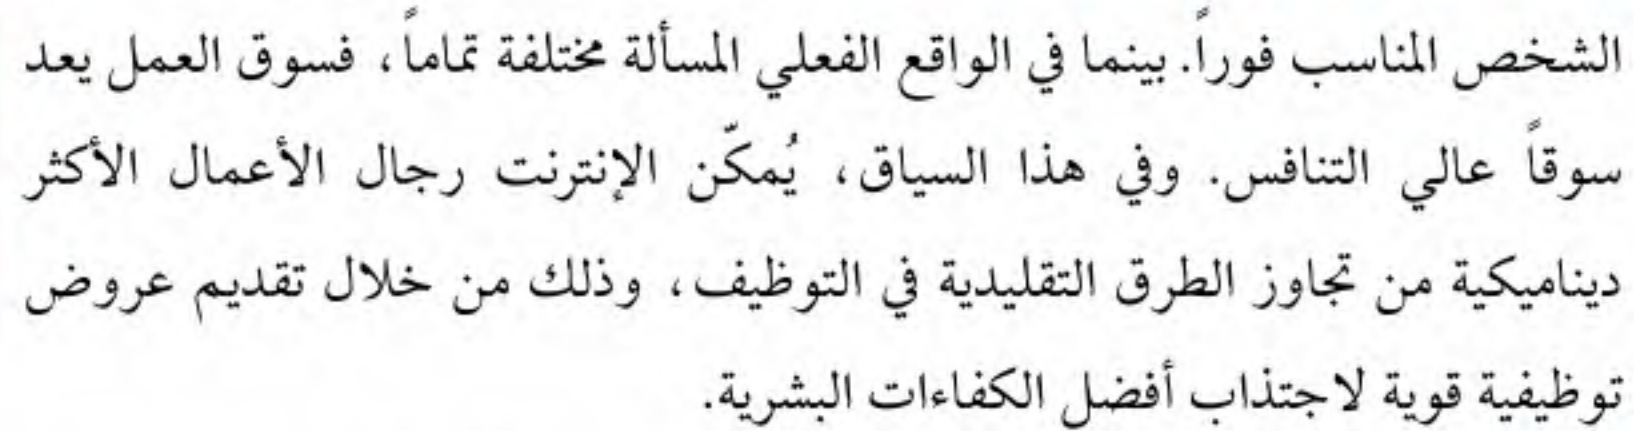 الشخص المناسب فوراً. بينما في الواقع الفعلي المسألة مختلفة تماماً، فسوق العمل يعد
سوقاً عالي التنافس. وفي هذا السياق، يُمكّن الإنترنت رجال الأعمال الأكثر
ديناميكية من تجاوز الطرق التقليدية في التوظيف، وذلك من خلال تقديم عروض
توظيفية قوية لاجتذاب أفضل الكفاءات البشرية.